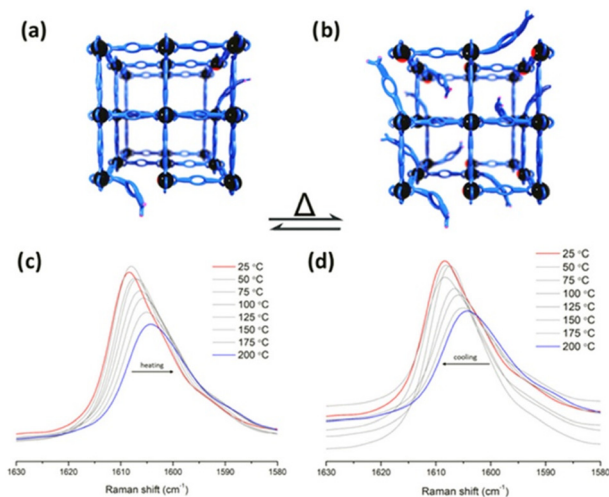 (a)
(b)
Δ
(c)
25 °C
50 °C
75 °C
100 °C
125 °C
150 °C
175 °C
200 °C
heating
1630 1620 1610 1600 1590 1580
Raman shift (cm⁻¹)
(d)
25 °C
50 °C
75 °C
100 °C
125 °C
150 °C
175 °C
200 °C
cooling
1630 1620 1610 1600 1590 1580
Raman shift (cm⁻¹)